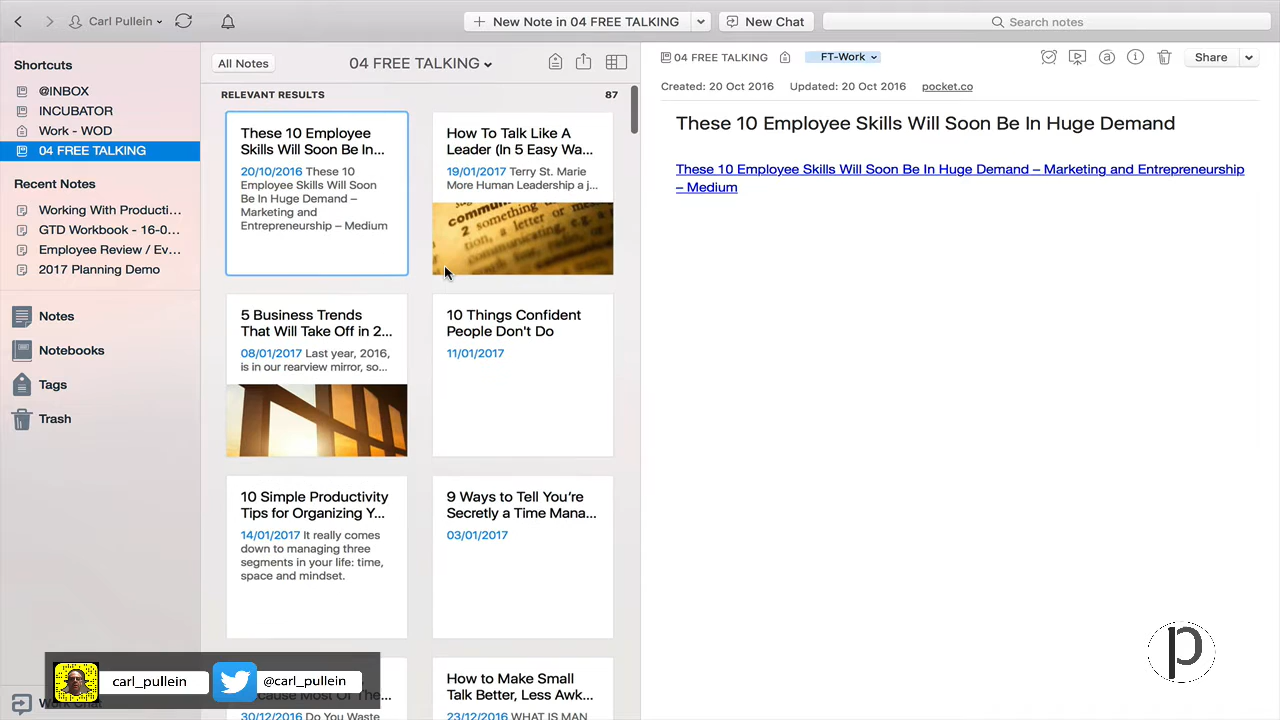 Carl Pullein
New Note in 04 FREE TALKING
New Chat
Search notes
Shortcuts
@INBOX
INCUBATOR
Work - WOD
04 FREE TALKING
Recent Notes
Working With Producti...
GTD Workbook - 16-0...
Employee Review / Ev...
2017 Planning Demo
Notes
Notebooks
Tags
Trash
All Notes
04 FREE TALKING
RELEVANT RESULTS
87
These 10 Employee
Skills Will Soon Be In...
20/10/2016 These 10
Employee Skills Will Soon
Be In Huge Demand –
Marketing and
Entrepreneurship – Medium
How To Talk Like A
Leader (In 5 Easy Wa...
19/01/2017 Terry St. Marie
More Human Leadership a j...
2 something
a letter or
5 Business Trends
That Will Take Off in 2...
08/01/2017 Last year, 2016,
is in our rearview mirror, so...
10 Things Confident
People Don't Do
11/01/2017
10 Simple Productivity
Tips for Organizing Y...
14/01/2017 It really comes
down to managing three
segments in your life: time,
space and mindset.
9 Ways to Tell You’re
Secretly a Time Mana...
03/01/2017
Most Of The...
30/12/2016 Do You Waste
How to Make Small
Talk Better, Less Awk...
23/12/2016 WHAT IS MAN
04 FREE TALKING
FT-Work
Share
Created: 20 Oct 2016
Updated: 20 Oct 2016
pocket.co
These 10 Employee Skills Will Soon Be In Huge Demand
These 10 Employee Skills Will Soon Be In Huge Demand – Marketing and Entrepreneurship
– Medium
carl_pullein
@carl_pullein
p